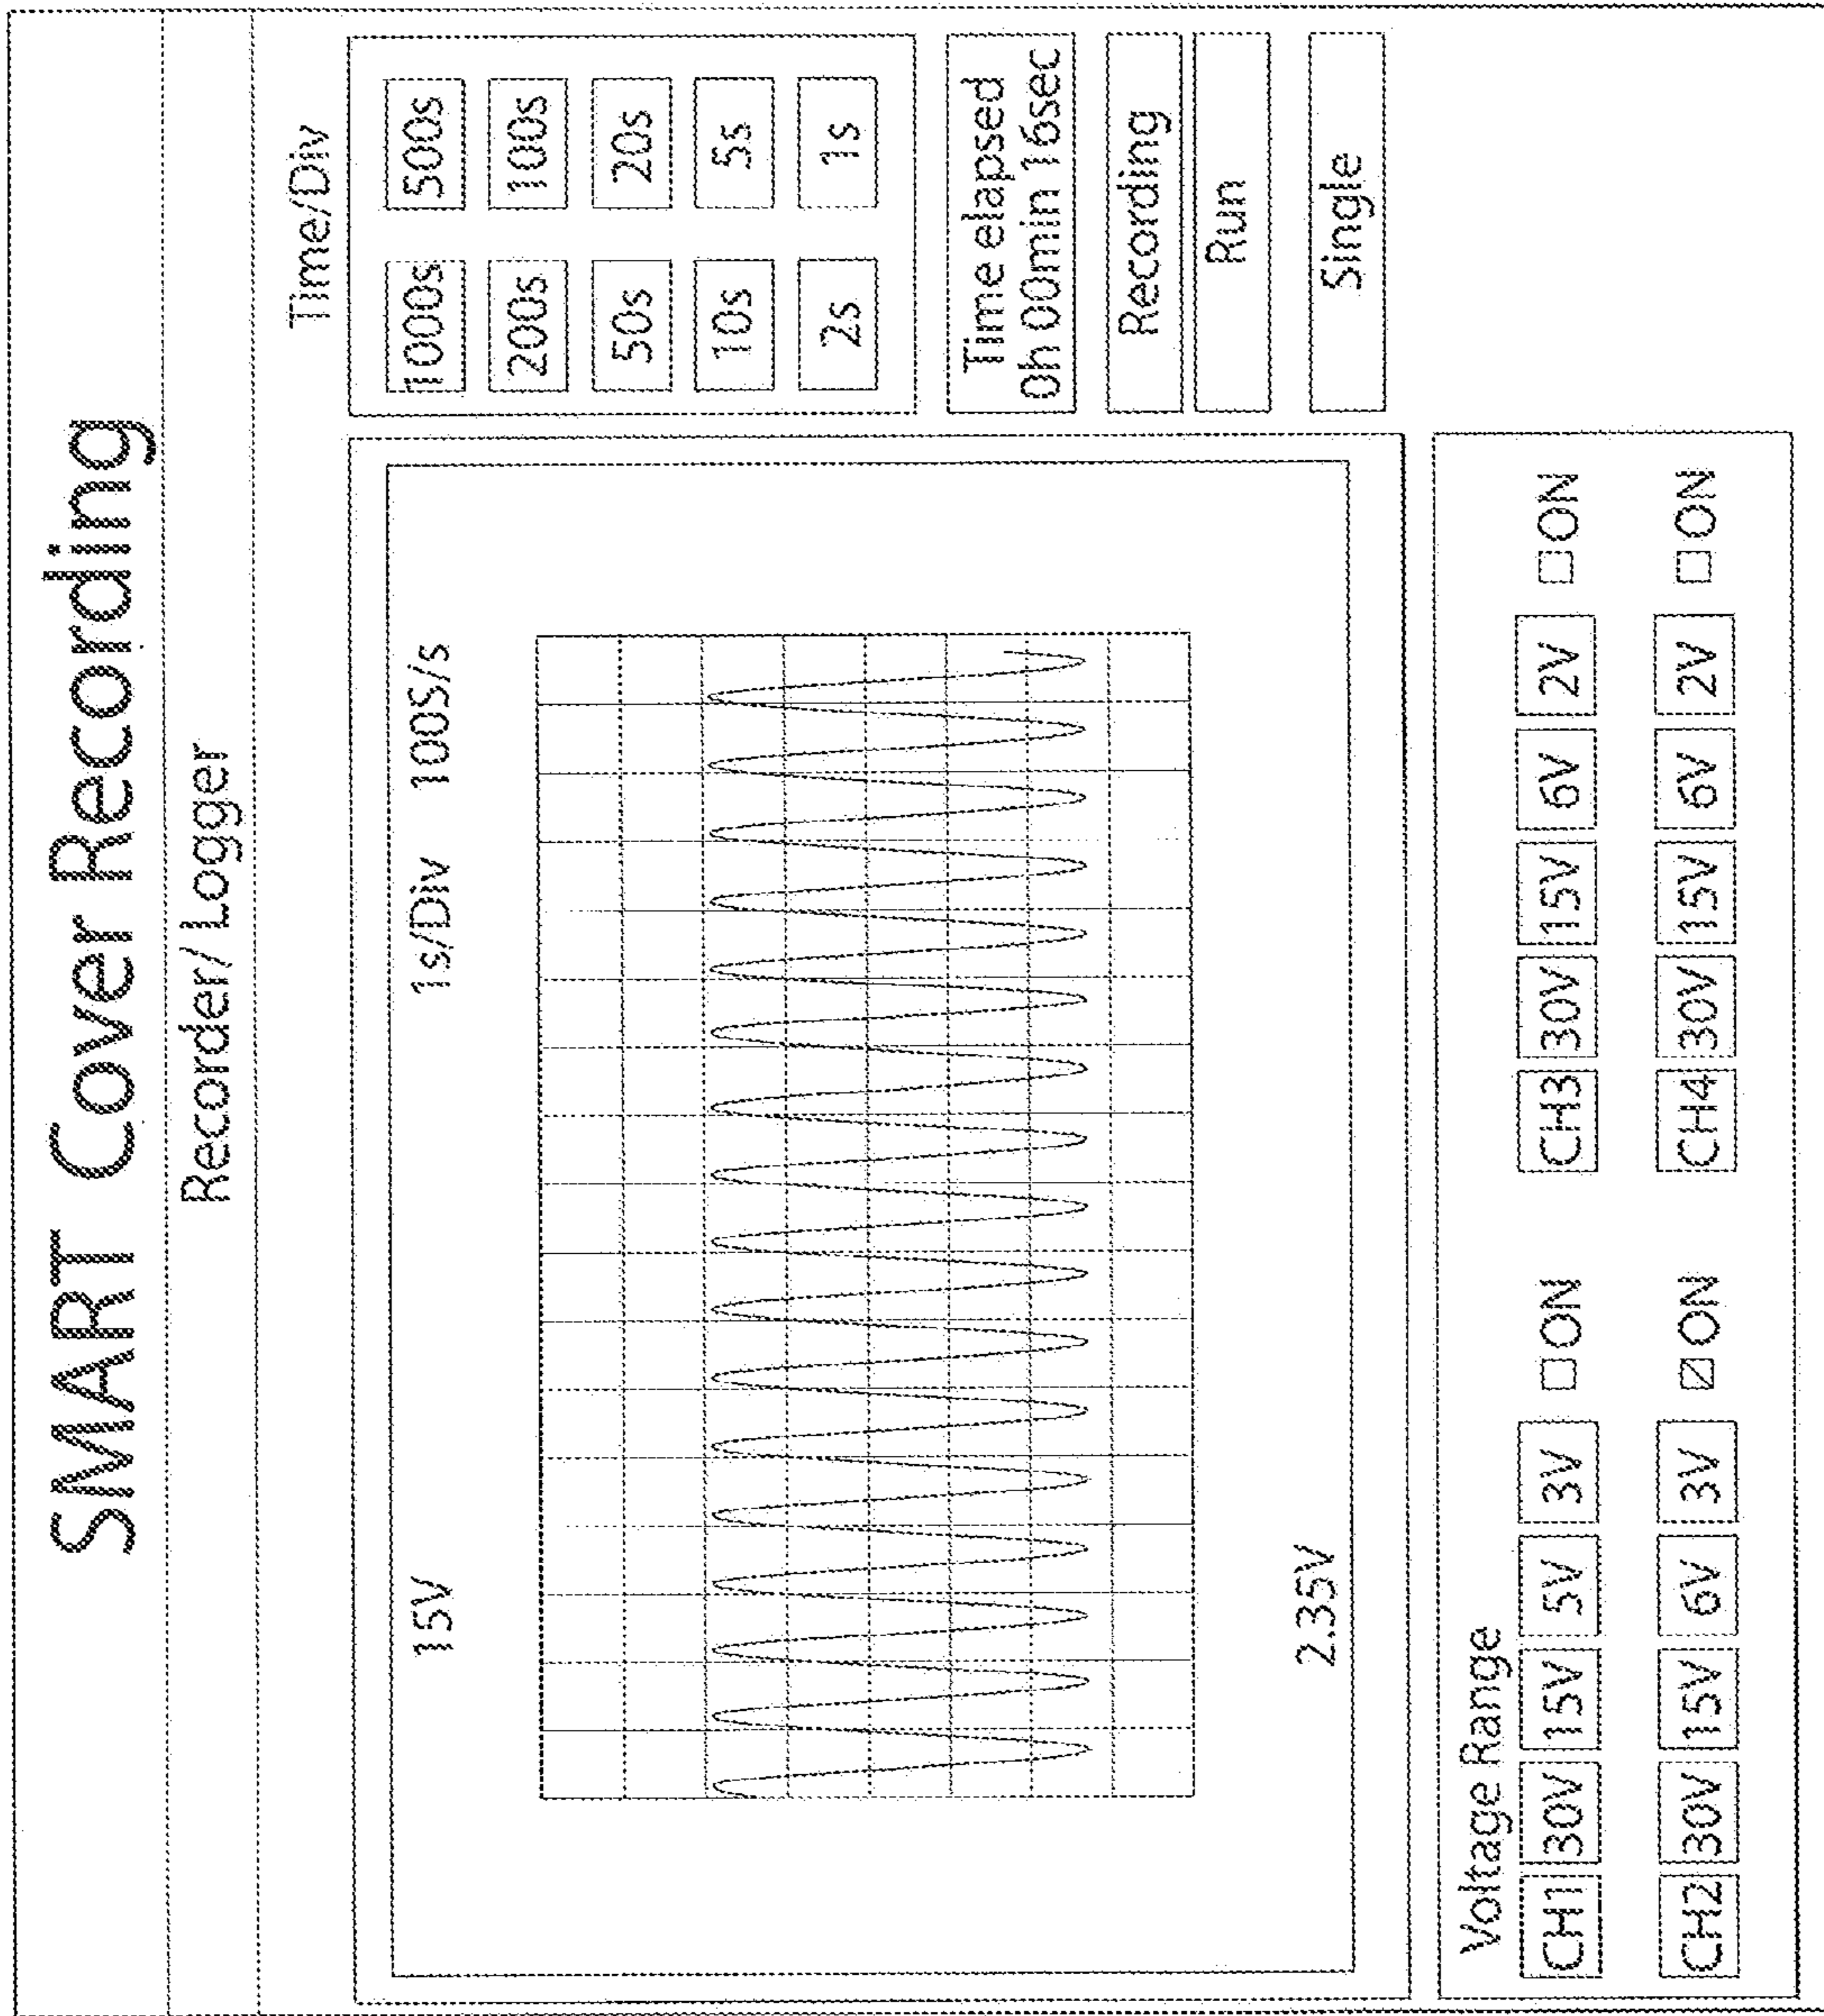 SMART Cover Recording
Recorder/ Logger
15V 1s/Div 100S/s
2.35V
Time/Div
1000s 500s
200s 100s
50s 20s
10s 5s
2s 1s
Time elapsed
0h 00min 16sec
Recording
Run
Single
Voltage Range
CH1 30V 15V 5V 3V ON CH3 30V 15V 6V 2V ON
CH2 30V 15V 6V 3V ON CH4 30V 15V 6V 2V ON